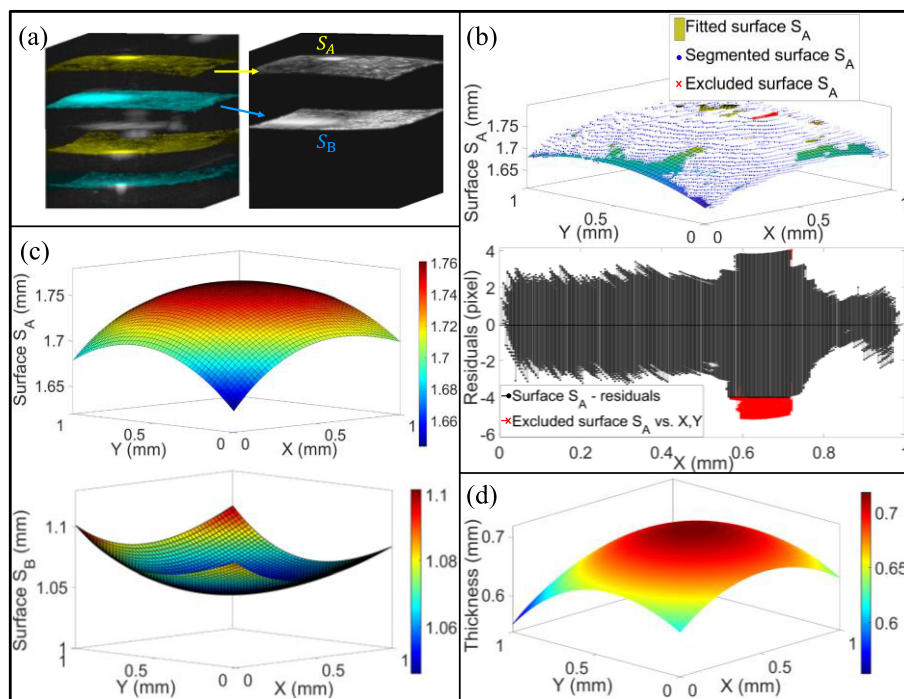 (a)
S_A
S_B
(b)
Fitted surface S_A
Segmented surface S_A
Excluded surface S_A
Surface S_A (mm)
1.75
1.7
1.65
1
0.5
0
Y (mm)
0
0.5
1
X (mm)
Residuals (pixel)
4
2
0
-2
-4
-6
Surface S_A - residuals
Excluded surface S_A vs. X,Y
0
0.2
0.4
0.6
0.8
1
X (mm)
(c)
Surface S_A (mm)
1.75
1.7
1.65
1
0.5
0
Y (mm)
0
0.5
1
X (mm)
1.76
1.74
1.72
1.7
1.68
1.66
1.64
Surface S_B (mm)
1.1
1.05
1
1
0.5
0
Y (mm)
0
0.5
1
X (mm)
1.1
1.08
1.06
(d)
Thickness (mm)
0.7
0.6
1
0.5
0
Y (mm)
0
0.5
1
X (mm)
0.7
0.65
0.6